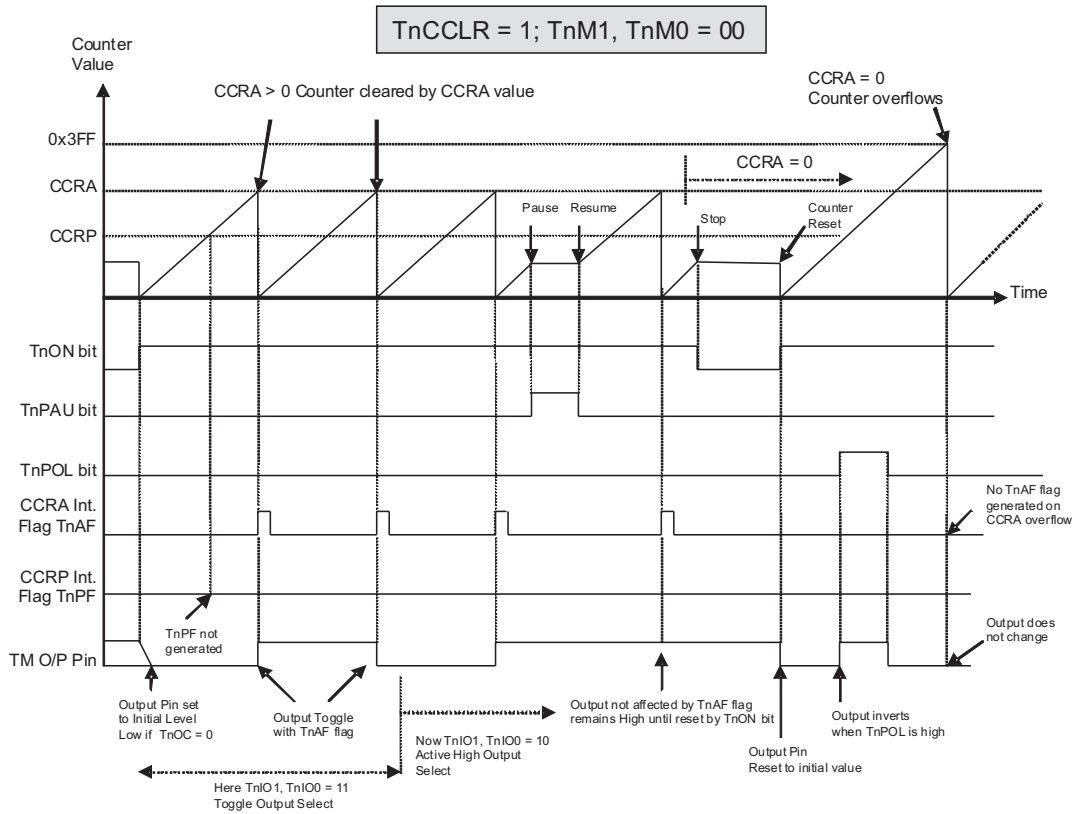 TnCCLR = 1; TnM1, TnM0 = 00
Counter
Value
CCRA > 0 Counter cleared by CCRA value
CCRA = 0
Counter overflows
0x3FF
CCRA = 0
CCRA
Pause
Resume
Stop
Counter
Reset
CCRP
Time
TnON bit
TnPAU bit
TnPOL bit
No TnAF flag
generated on
CCRA overflow
CCRA Int.
Flag TnAF
CCRP Int.
Flag TnPF
TnPF not
generated
Output does
not change
TM O/P Pin
Output Pin set
to Initial Level
Low if TnOC = 0
Output Toggle
with TnAF flag
Output not affected by TnAF flag
remains High until reset by TnON bit
Now TnIO1, TnIO0 = 10
Active High Output
Select
Output inverts
when TnPOL is high
Output Pin
Reset to initial value
Here TnIO1, TnIO0 = 11
Toggle Output Select